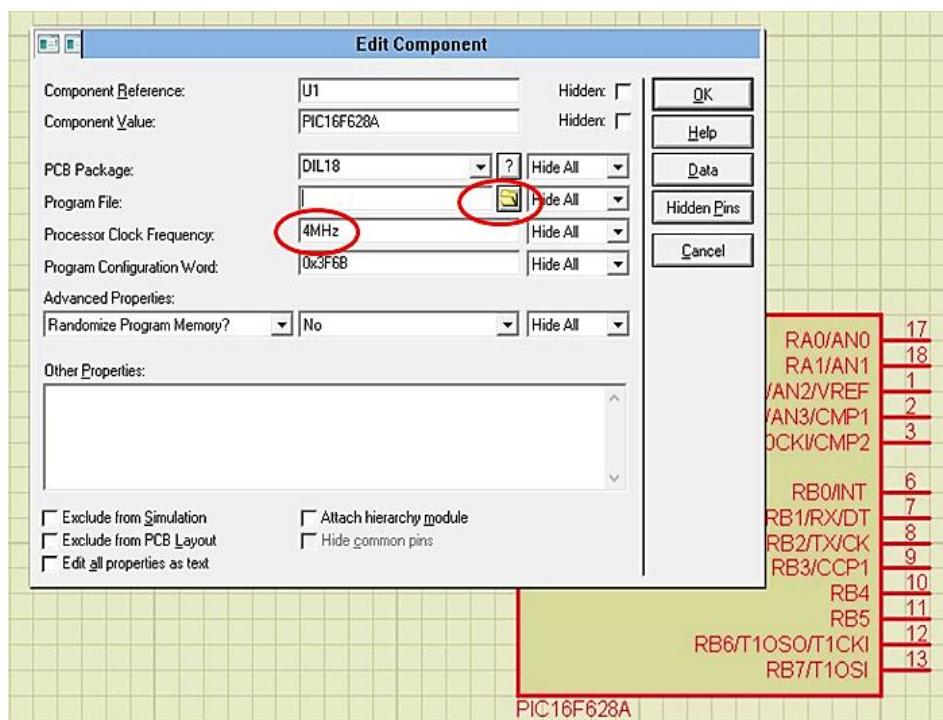 Edit Component
Component Reference: U1 Hidden:
Component Value: PIC16F628A Hidden:
PCB Package: DIL18 ? Hide All
Program File: Hide All
Processor Clock Frequency: 4MHz Hide All
Program Configuration Word: 0x3F6B Hide All
Advanced Properties:
Randomize Program Memory? No Hide All
Other Properties:
Exclude from Simulation Attach hierarchy module
Exclude from PCB Layout Hide common pins
Edit all properties as text
OK
Help
Data
Hidden Pins
Cancel
RA0/AN0 17
RA1/AN1 18
/AN2/VREF 1
/AN3/CMP1 2
OCKI/CMP2 3
RB0/INT 6
RB1/RX/DT 7
RB2/TX/CK 8
RB3/CCP1 9
RB4 10
RB5 11
RB6/T1OSO/T1CKI 12
RB7/T1OSI 13
PIC16F628A